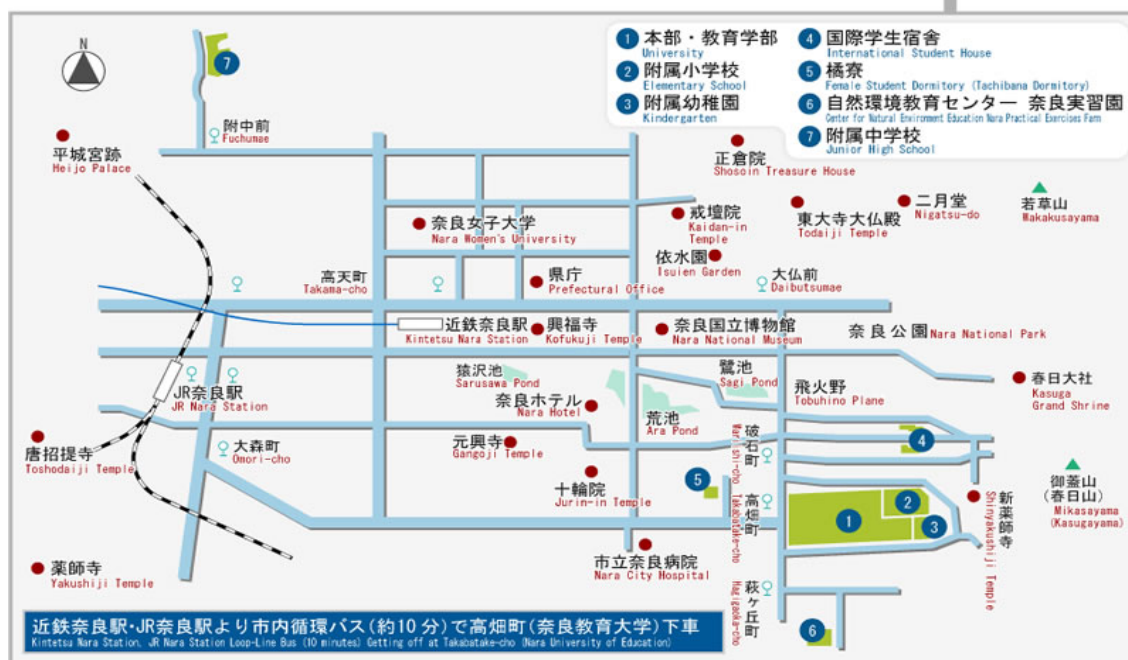 1 本部・教育学部
University
2 附属小学校
Elementary School
3 附属幼稚園
Kindergarten
4 国際学生宿舎
International Student House
5 橘寮
Female Student Dormitory (Tachibana Dormitory)
6 自然環境教育センター 奈良実習園
Center for Natural Enviroment Education Nara Practical Exercises Farm
7 附属中学校
Junior High School
N
7
附中前
Fuchumae
平城宮跡
Heijo Palace
正倉院
Shosoin Treasure House
奈良女子大学
Nara Women's University
戒壇院
Kaidan-in
Temple
東大寺大仏殿
Todaiji Temple
二月堂
Nigatsu-do
若草山
Wakakusayama
依水園
Isuien Garden
高天町
Takama-cho
県庁
Prefectural Office
大仏前
Daibutsumae
近鉄奈良駅
Kintetsu Nara Station
興福寺
Kofukuji Temple
奈良国立博物館
Nara National Museum
奈良公園 Nara National Park
JR奈良駅
JR Nara Station
猿沢池
Sarusawa Pond
鷺池
Sagi Pond
飛火野
Tobuhino Plane
春日大社
Kasuga
Grand Shrine
奈良ホテル
Nara Hotel
荒池
Ara Pond
唐招提寺
Toshodaiji Temple
大森町
Omori-cho
元興寺
Gangoji Temple
破石町
Wariishi-cho
4
十輪院
Jurin-in Temple
5
高畑町
Takabatake-cho
1
2
3
新薬師寺
Shinyakushiji Temple
御蓋山
(春日山)
Mikasayama
(Kasugayama)
薬師寺
Yakushiji Temple
市立奈良病院
Nara City Hospital
萩ヶ丘町
Hagigaoka-cho
6
近鉄奈良駅・JR奈良駅より市内循環バス(約10分)で高畑町(奈良教育大学)下車
Kintetsu Nara Station, JR Nara Station Loop-Line Bus (10 minutes) Getting off at Takabatake-cho (Nara University of Education)